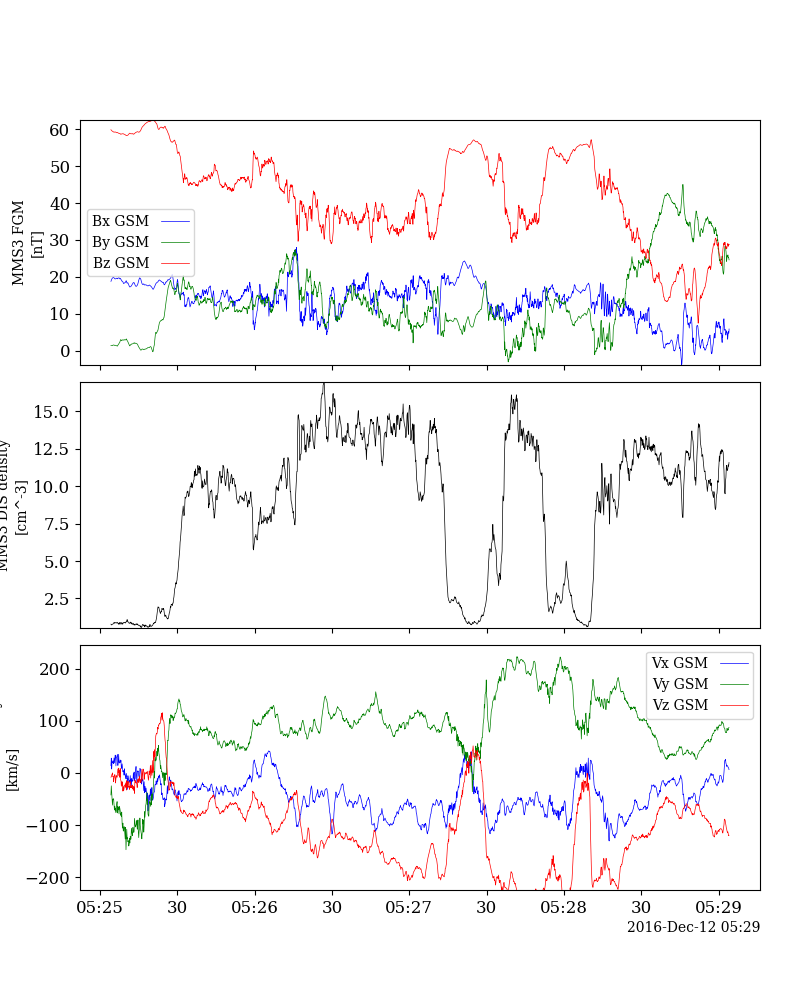 60
50
40
30
20
10
0
MMS3 FGM
[nT]
Bx GSM
By GSM
Bz GSM
15.0
12.5
10.0
7.5
5.0
2.5
MMS3 DIS density
[cm^-3]
200
100
0
−100
−200
[km/s]
Vx GSM
Vy GSM
Vz GSM
05:25
30
05:26
30
05:27
30
05:28
30
05:29
2016-Dec-12 05:29